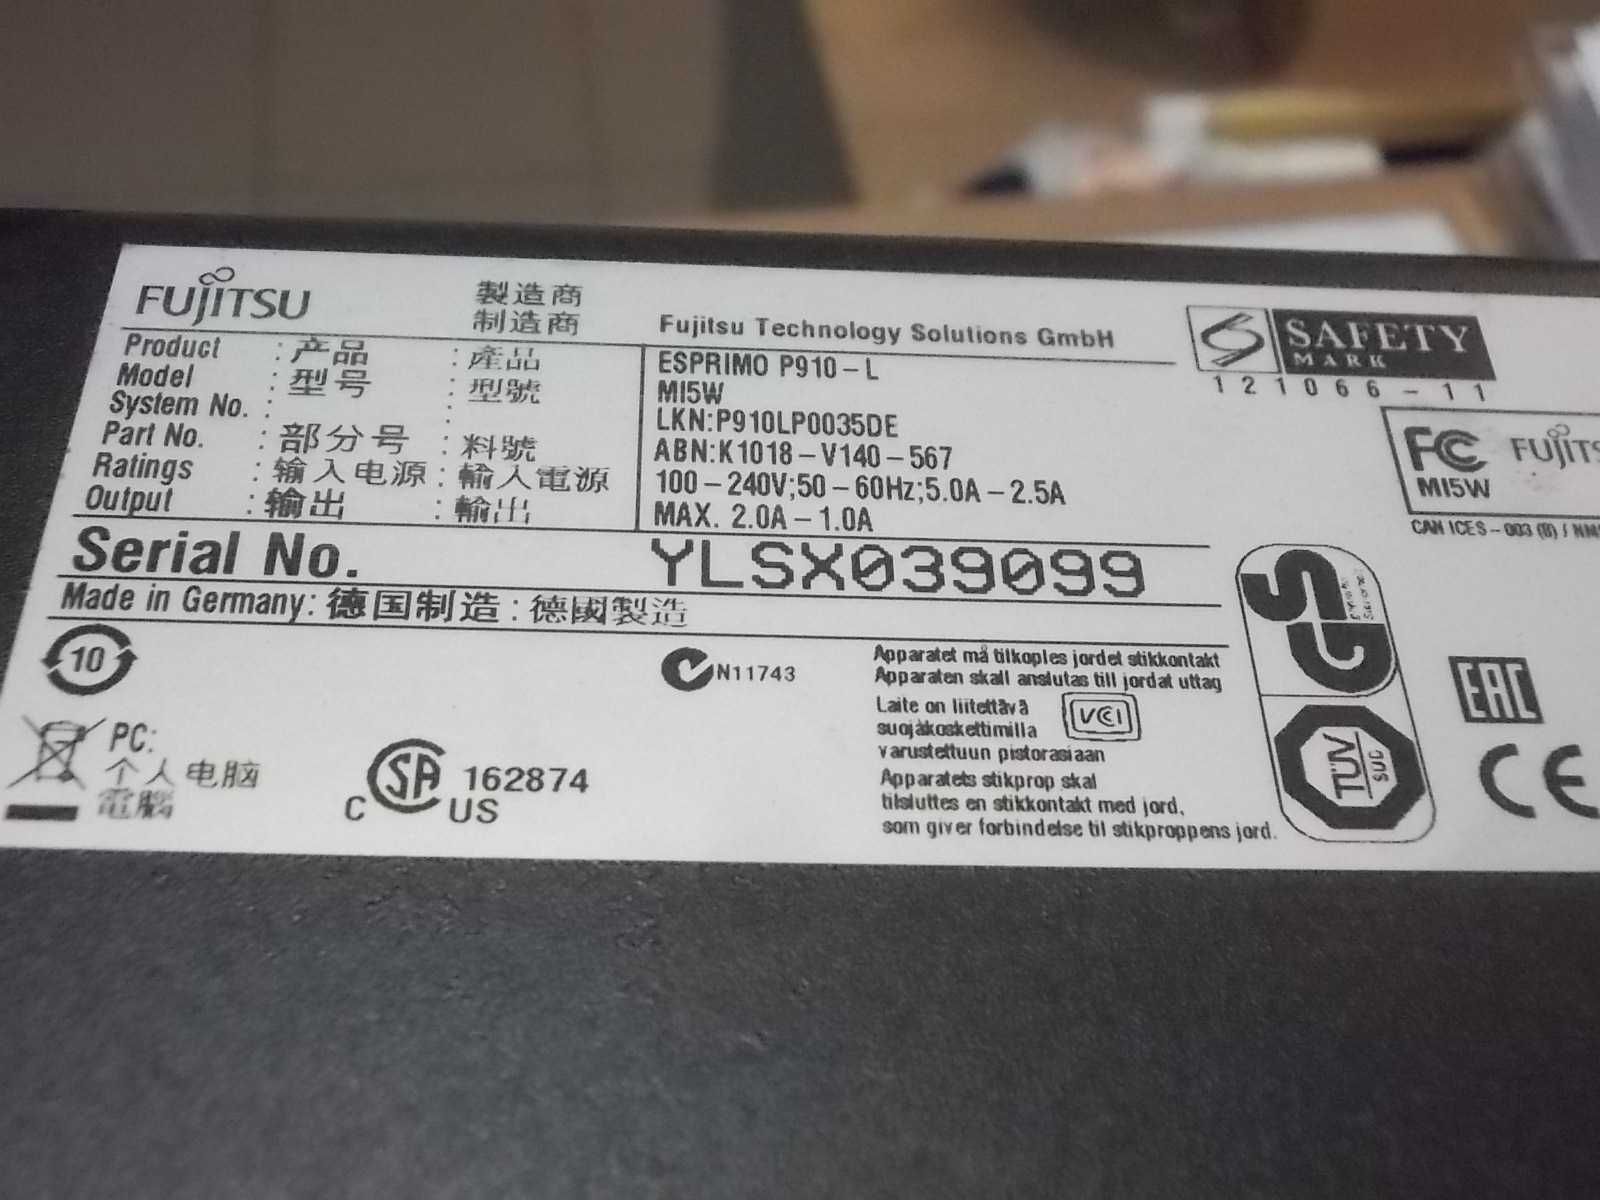 FUJITSU
製造商
制造商
Fujitsu Technology Solutions GmbH
SAFETY
MARK
121066-11
Product : 产品 : 產品 ESPRIMO P910-L
Model : 型号 : 型號 MI5W
System No. : : LKN:P910LP0035DE
Part No. : 部分号 : 料號 ABN:K1018-V140-567
Ratings : 输入电源 : 輸入電源 100-240V;50-60Hz;5.0A-2.5A
Output : 输出 : 輸出 MAX. 2.0A-1.0A
FC FUJITS
MI5W
CAN ICES-003 (B) / NM
Serial No. YLSX039099
Made in Germany: 德国制造 : 德國製造
10
N11743
Apparatet må tilkoples jordet stikkontakt
Apparaten skall anslutas till jordat uttag
Laite on liitettävä
suojakoskettimilla
varustettuun pistorasiaan
VCI
Apparatets stikprop skal
tilsluttes en stikkontakt med jord,
som giver forbindelse til stikproppens jord.
PC:
个人电脑
電腦
C SA US 162874
GS
TÜV
SUD
EAC
CE